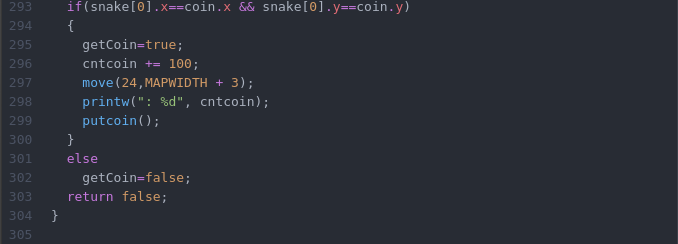 293 if(snake[0].x==coin.x && snake[0].y==coin.y)
294 {
295 getCoin=true;
296 cntcoin += 100;
297 move(24,MAPWIDTH + 3);
298 printw(": %d", cntcoin);
299 putcoin();
300 }
301 else
302 getCoin=false;
303 return false;
304 }
305